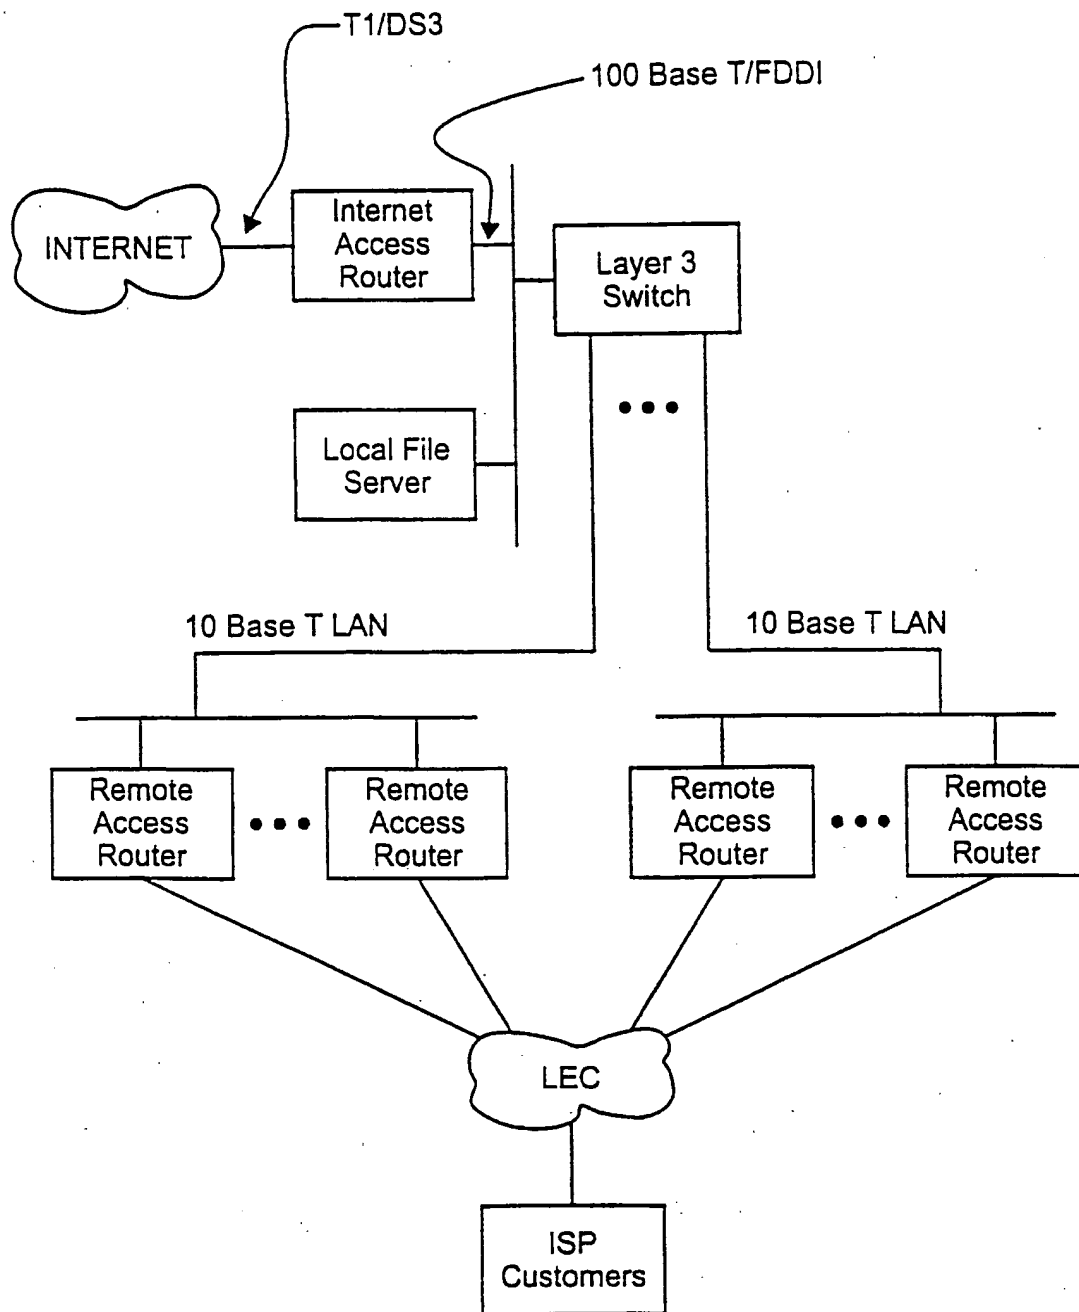 T1/DS3
100 Base T/FDDI
INTERNET
Internet
Access
Router
Layer 3
Switch
Local File
Server
10 Base T LAN
10 Base T LAN
Remote
Access
Router
Remote
Access
Router
Remote
Access
Router
Remote
Access
Router
LEC
ISP
Customers